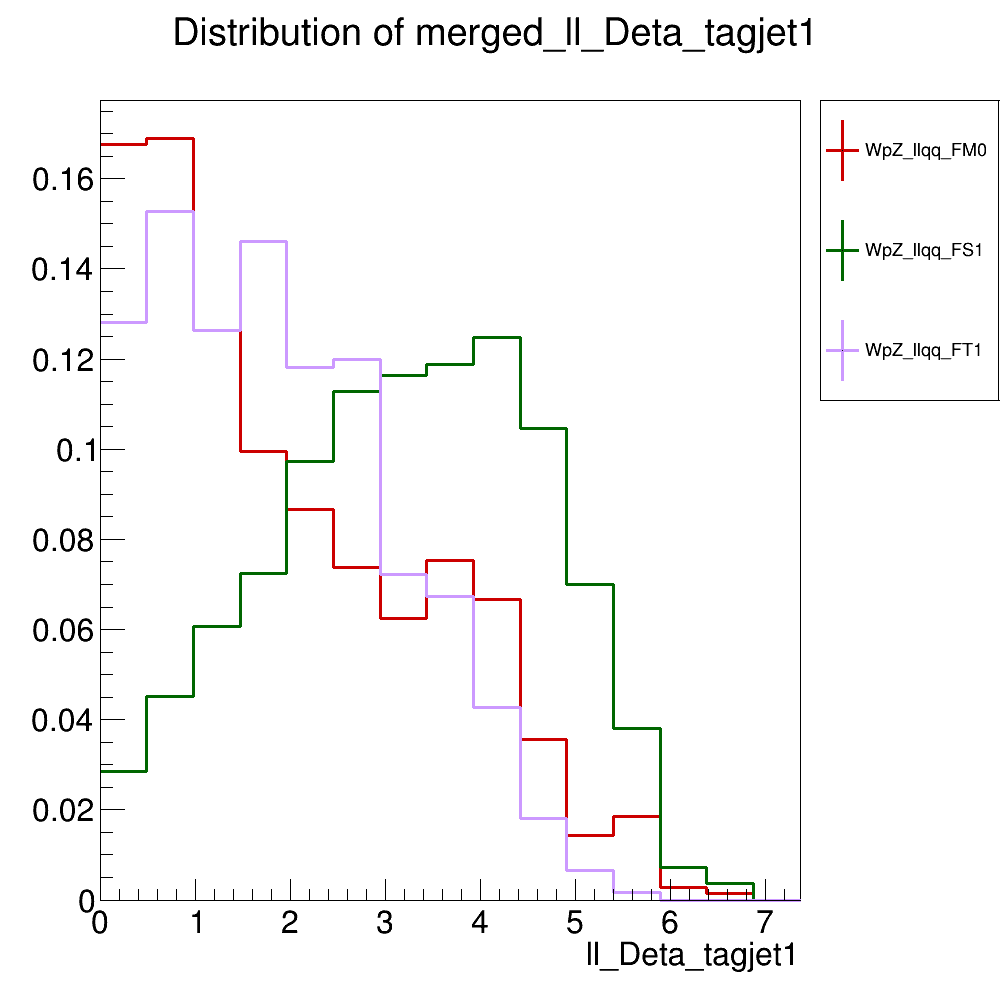 Distribution of merged_ll_Deta_tagjet1
0.16
0.14
0.12
0.1
0.08
0.06
0.04
0.02
0
0 1 2 3 4 5 6 7
ll_Deta_tagjet1
WpZ_llqq_FM0
WpZ_llqq_FS1
WpZ_llqq_FT1